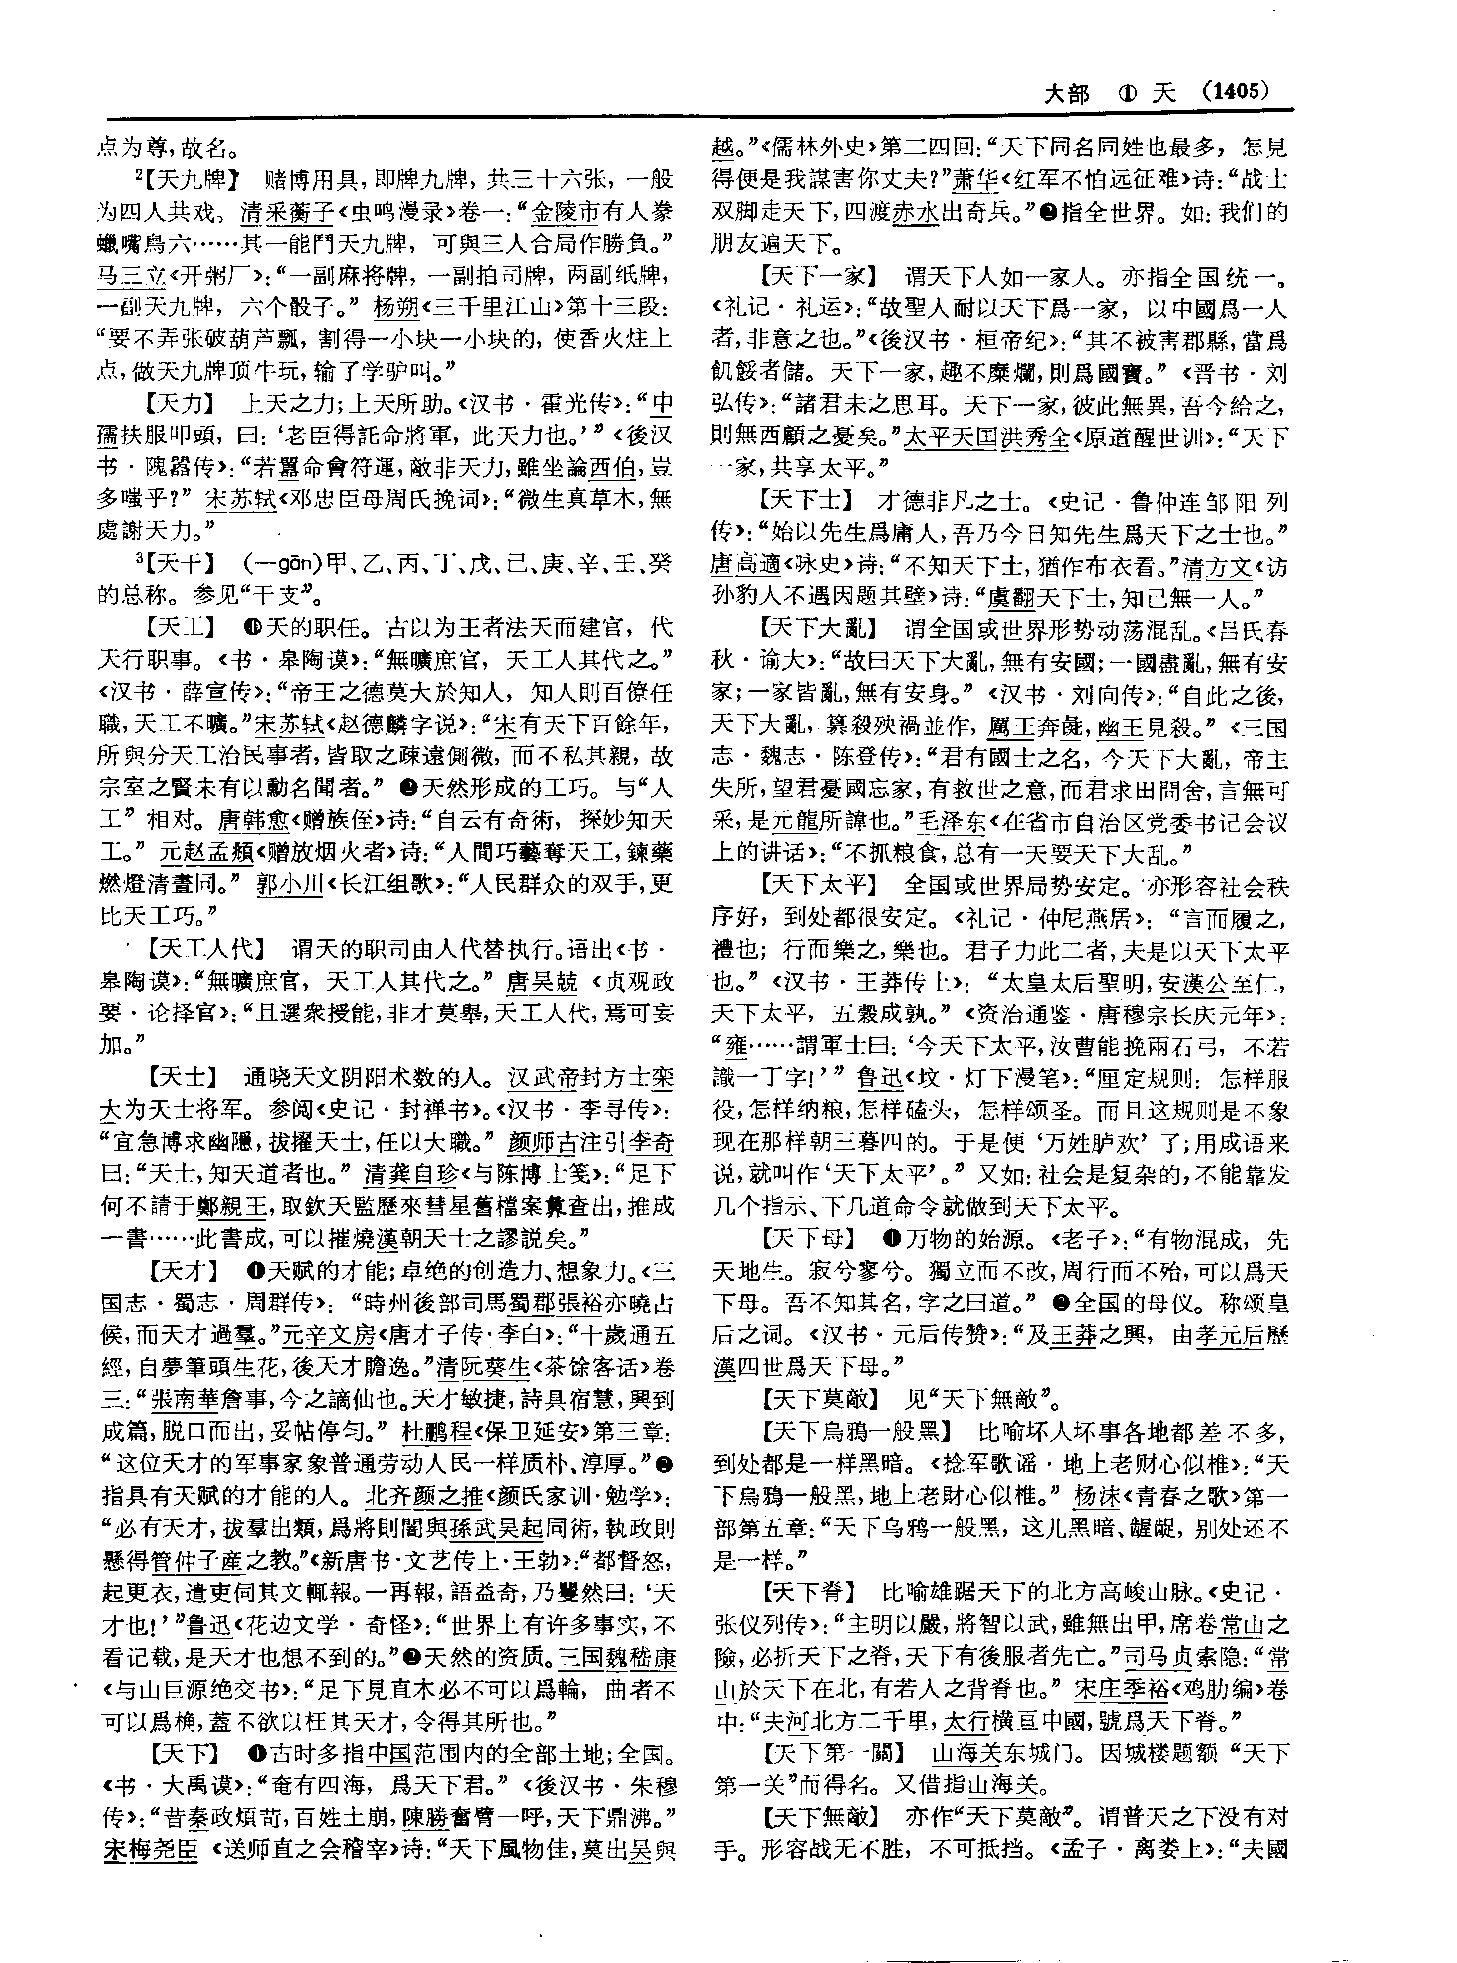 大部 ① 天 (1405)
点为尊,故名。
²【天九牌】 赌博用具,即牌九牌,共三十六张,一般
为四人共戏。清采蘅子《虫鸣漫录》卷一:“金陵市有人豢
蠟嘴鳥六……其一能鬥天九牌,可與三人合局作勝負。”
马三立《开粥厂》:“一副麻将牌,一副拍司牌,两副纸牌,
一副天九牌,六个骰子。”杨朔《三千里江山》第十三段:
“要不弄张破葫芦瓢,割得一小块一小块的,使香火炷上
点,做天九牌顶牛玩,输了学驴叫。”
【天力】 上天之力;上天所助。《汉书·霍光传》:“中
孺扶服叩頭,曰:‘老臣得託命將軍,此天力也。’”《後汉
书·隗嚣传》:“若囂命會符運,敵非天力,雖坐論西伯,豈
多嗤乎?”宋苏轼《邓忠臣母周氏挽词》:“微生真草木,無
處謝天力。”
³【天干】 (—gān)甲、乙、丙、丁、戊、己、庚、辛、壬、癸
的总称。参见“干支”。
【天工】 ❶天的职任。古以为王者法天而建官,代
天行职事。《书·皋陶谟》:“無曠庶官,天工人其代之。”
《汉书·薛宣传》:“帝王之德莫大於知人,知人則百僚任
職,天工不曠。”宋苏轼《赵德麟字说》:“宋有天下百餘年,
所與分天工治民事者,皆取之疎遠側微,而不私其親,故
宗室之賢未有以勳名聞者。”❷天然形成的工巧。与“人
工”相对。唐韩愈《赠族侄》诗:“自云有奇術,探妙知天
工。”元赵孟頫《赠放烟火者》诗:“人間巧藝奪天工,鍊藥
燃燈清晝同。”郭小川《长江组歌》:“人民群众的双手,更
比天工巧。”
【天工人代】 谓天的职司由人代替执行。语出《书·
皋陶谟》:“無曠庶官,天工人其代之。”唐吴兢《贞观政
要·论择官》:“且選衆授能,非才莫舉,天工人代,焉可妄
加。”
【天士】 通晓天文阴阳术数的人。汉武帝封方士栾
大为天士将军。参阅《史记·封禅书》。《汉书·李寻传》:
“宜急博求幽隱,拔擢天士,任以大職。”颜师古注引李奇
曰:“天士,知天道者也。”清龚自珍《与陈博士笺》:“足下
何不請于鄭親王,取欽天監歷來彗星舊檔案彙查出,推成
一書……此書成,可以摧燒漢朝天士之謬説矣。”
【天才】 ❶天赋的才能;卓绝的创造力、想象力。《三
国志·蜀志·周群传》:“時州後部司馬蜀郡張裕亦曉占
候,而天才過羣。”元辛文房《唐才子传·李白》:“十歲通五
經,自夢筆頭生花,後天才贍逸。”清阮葵生《茶馀客话》卷
三:“張南華詹事,今之謫仙也。天才敏捷,詩具宿慧,興到
成篇,脱口而出,妥帖停匀。”杜鹏程《保卫延安》第三章:
“这位天才的军事家象普通劳动人民一样质朴、淳厚。”❷
指具有天赋的才能的人。北齐颜之推《颜氏家训·勉学》:
“必有天才,拔羣出類,爲將則闇與孫武吴起同術,執政則
懸得管仲子産之教。”《新唐书·文艺传上·王勃》:“都督怒,
起更衣,遣吏伺其文輒報。一再報,語益奇,乃矍然曰:‘天
才也!’”鲁迅《花边文学·奇怪》:“世界上有许多事实,不
看记载,是天才也想不到的。”❸天然的资质。三国魏嵇康
《与山巨源绝交书》:“足下見直木必不可以爲輪,曲者不
可以爲桷,蓋不欲以枉其天才,令得其所也。”
【天下】 ❶古时多指中国范围内的全部土地;全国。
《书·大禹谟》:“奄有四海,爲天下君。”《後汉书·朱穆
传》:“昔秦政煩苛,百姓土崩,陳勝奮臂一呼,天下鼎沸。”
宋梅尧臣《送师直之会稽宰》诗:“天下風物佳,莫出吴與
越。”《儒林外史》第二四回:“天下同名同姓也最多,怎見
得便是我謀害你丈夫?”萧华《红军不怕远征难》诗:“战士
双脚走天下,四渡赤水出奇兵。”❷指全世界。如:我们的
朋友遍天下。
【天下一家】 谓天下人如一家人。亦指全国统一。
《礼记·礼运》:“故聖人耐以天下爲一家,以中國爲一人
者,非意之也。”《後汉书·桓帝纪》:“其不被害郡縣,當爲
飢餒者儲。天下一家,趣不糜爛,則爲國寶。”《晋书·刘
弘传》:“諸君未之思耳。天下一家,彼此無異,吾今給之,
則無西顧之憂矣。”太平天国洪秀全《原道醒世训》:“天下
一家,共享太平。”
【天下士】 才德非凡之士。《史记·鲁仲连邹阳列
传》:“始以先生爲庸人,吾乃今日知先生爲天下之士也。”
唐高適《咏史》诗:“不知天下士,猶作布衣看。”清方文《访
孙豹人不遇因题其壁》诗:“虞翻天下士,知己無一人。”
【天下大亂】 谓全国或世界形势动荡混乱。《吕氏春
秋·谕大》:“故曰天下大亂,無有安國;一國盡亂,無有安
家;一家皆亂,無有安身。”《汉书·刘向传》:“自此之後,
天下大亂,篡殺殃禍並作,厲王奔彘,幽王見殺。”《三国
志·魏志·陈登传》:“君有國士之名,今天下大亂,帝主
失所,望君憂國忘家,有救世之意,而君求田問舍,言無可
采,是元龍所諱也。”毛泽东《在省市自治区党委书记会议
上的讲话》:“不抓粮食,总有一天要天下大乱。”
【天下太平】 全国或世界局势安定。亦形容社会秩
序好,到处都很安定。《礼记·仲尼燕居》:“言而履之,
禮也;行而樂之,樂也。君子力此二者,夫是以天下太平
也。”《汉书·王莽传上》:“太皇太后聖明,安漢公至仁,
天下太平,五穀成孰。”《资治通鉴·唐穆宗长庆元年》:
“雍……謂軍士曰:‘今天下太平,汝曹能挽兩石弓,不若
識一丁字!’”鲁迅《坟·灯下漫笔》:“厘定规则:怎样服
役,怎样纳粮,怎样磕头,怎样颂圣。而且这规则是不象
现在那样朝三暮四的。于是便‘万姓胪欢’了;用成语来
说,就叫作‘天下太平’。”又如:社会是复杂的,不能靠发
几个指示、下几道命令就做到天下太平。
【天下母】 ❶万物的始源。《老子》:“有物混成,先
天地生。寂兮寥兮。獨立而不改,周行而不殆,可以爲天
下母。吾不知其名,字之曰道。”❷全国的母仪。称颂皇
后之词。《汉书·元后传赞》:“及王莽之興,由孝元后歷
漢四世爲天下母。”
【天下莫敵】 见“天下無敵”。
【天下烏鴉一般黑】 比喻坏人坏事各地都差不多,
到处都是一样黑暗。《捻军歌谣·地上老财心似椎》:“天
下烏鴉一般黑,地上老財心似椎。”杨沫《青春之歌》第一
部第五章:“天下乌鸦一般黑,这儿黑暗、龌龊,别处还不
是一样。”
【天下脊】 比喻雄踞天下的北方高峻山脉。《史记·
张仪列传》:“主明以嚴,將智以武,雖無出甲,席卷常山之
險,必折天下之脊,天下有後服者先亡。”司马贞索隐:“常
山於天下在北,有若人之背脊也。”宋庄季裕《鸡肋编》卷
中:“夫河北方二千里,太行横亘中國,號爲天下脊。”
【天下第一關】 山海关东城门。因城楼题额“天下
第一关”而得名。又借指山海关。
【天下無敵】 亦作“天下莫敵”。谓普天之下没有对
手。形容战无不胜,不可抵挡。《孟子·离娄上》:“夫國